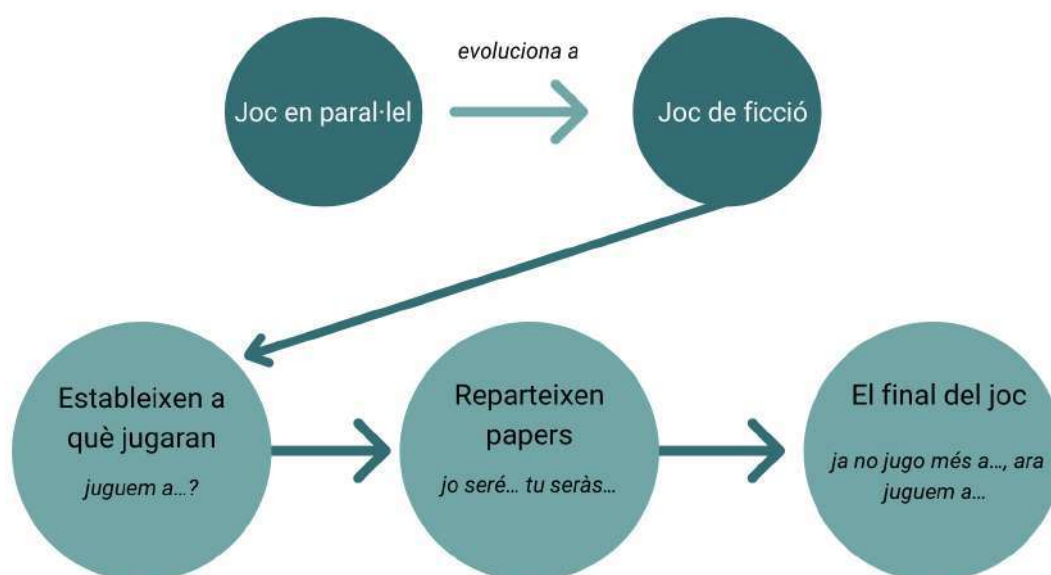 evoluciona a
Joc en paral·lel
Joc de ficció
Estableixen a
què jugaran
juguem a...?
Reparteixen
papers
jo seré... tu seràs...
El final del joc
ja no jugo més a..., ara
juguem a...